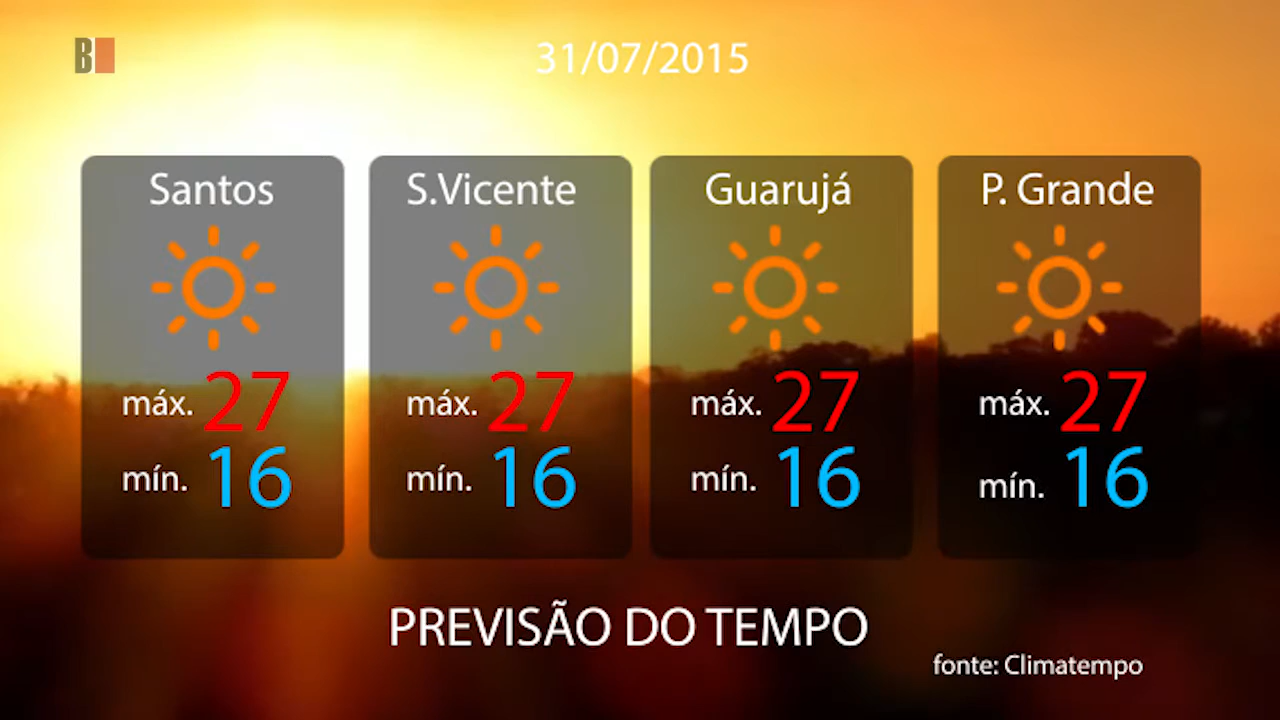 B
31/07/2015
Santos
máx. 27
mín. 16
S.Vicente
máx. 27
mín. 16
Guarujá
máx. 27
mín. 16
P. Grande
máx. 27
mín. 16
PREVISÃO DO TEMPO
fonte: Climatempo